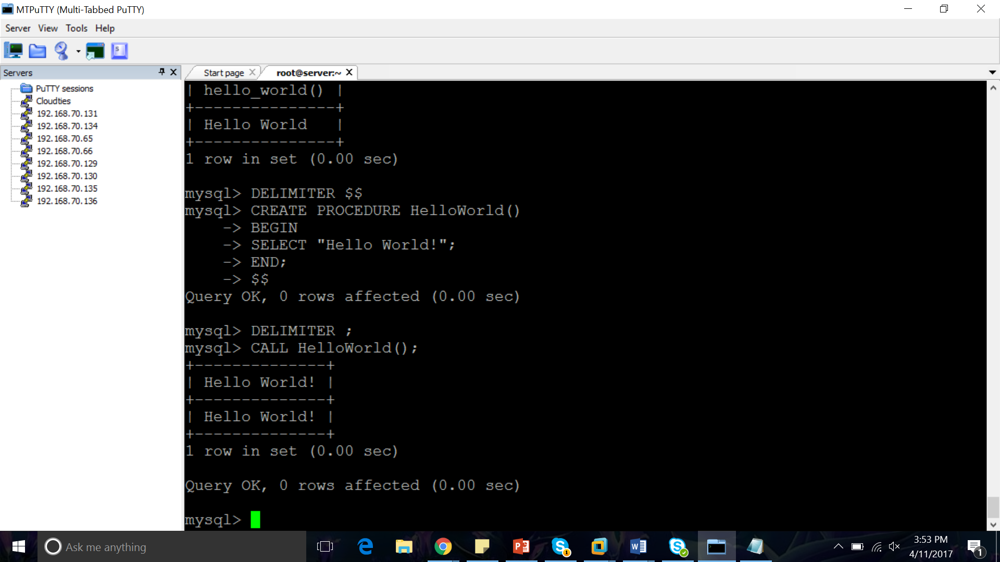 MTPuTTY (Multi-Tabbed PuTTY)
Server View Tools Help
Servers
Start page root@server:~
PuTTY sessions
Cloudties
192.168.70.131
192.168.70.134
192.168.70.65
192.168.70.66
192.168.70.129
192.168.70.130
192.168.70.135
192.168.70.136
| hello_world() |
+---------------+
| Hello World   |
+---------------+
1 row in set (0.00 sec)
mysql> DELIMITER $$
mysql> CREATE PROCEDURE HelloWorld()
    -> BEGIN
    -> SELECT "Hello World!";
    -> END;
    -> $$
Query OK, 0 rows affected (0.00 sec)
mysql> DELIMITER ;
mysql> CALL HelloWorld();
+--------------+
| Hello World! |
+--------------+
| Hello World! |
+--------------+
1 row in set (0.00 sec)
Query OK, 0 rows affected (0.00 sec)
mysql>
Ask me anything
3:53 PM
4/11/2017
1